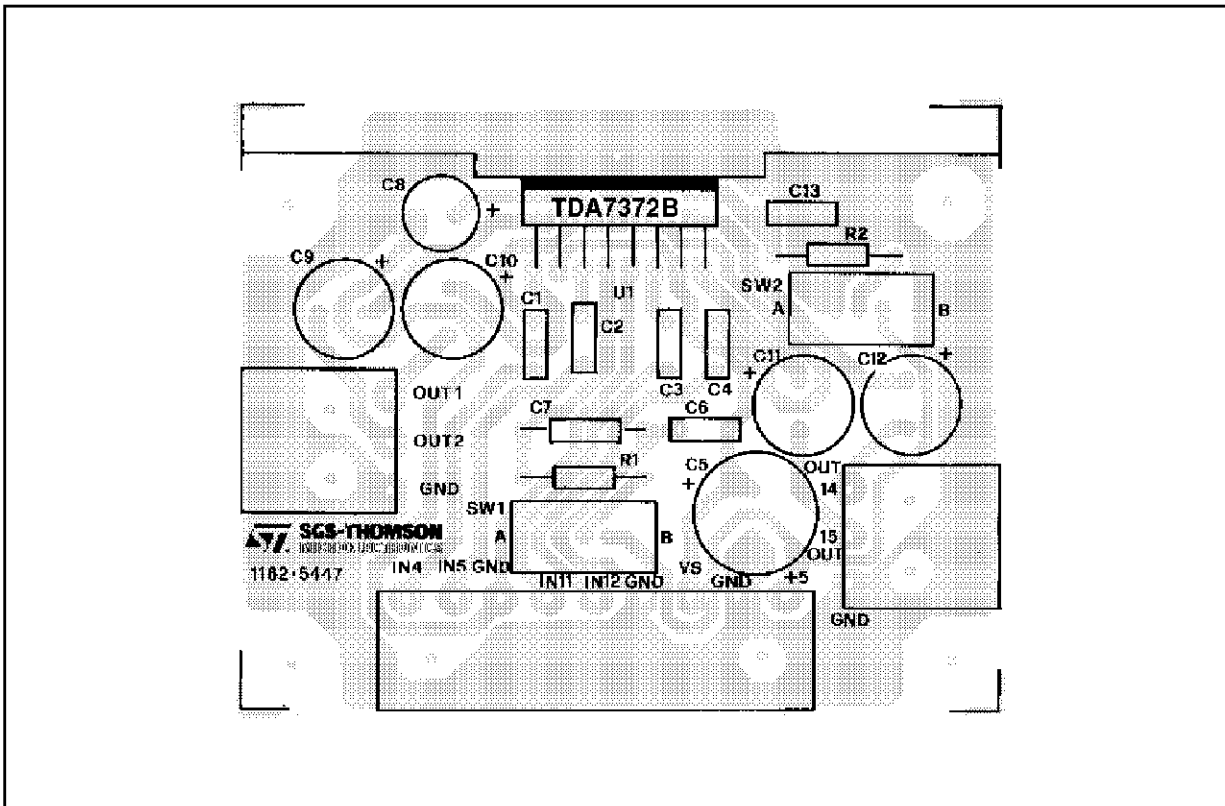 C8
+
TDA7372B
C13
R2
C9
+
C10
+
SW2
A
B
C1
U1
C2
C3
C4
+
C11
C12
+
OUT1
OUT2
GND
C7
C6
R1
C5
+
OUT
14
15
OUT
SW1
A
B
SGS-THOMSON
MICROELECTRONICS
1162·5447
IN4
IN5
GND
IN11
IN12
GND
VS
GND
+5
GND